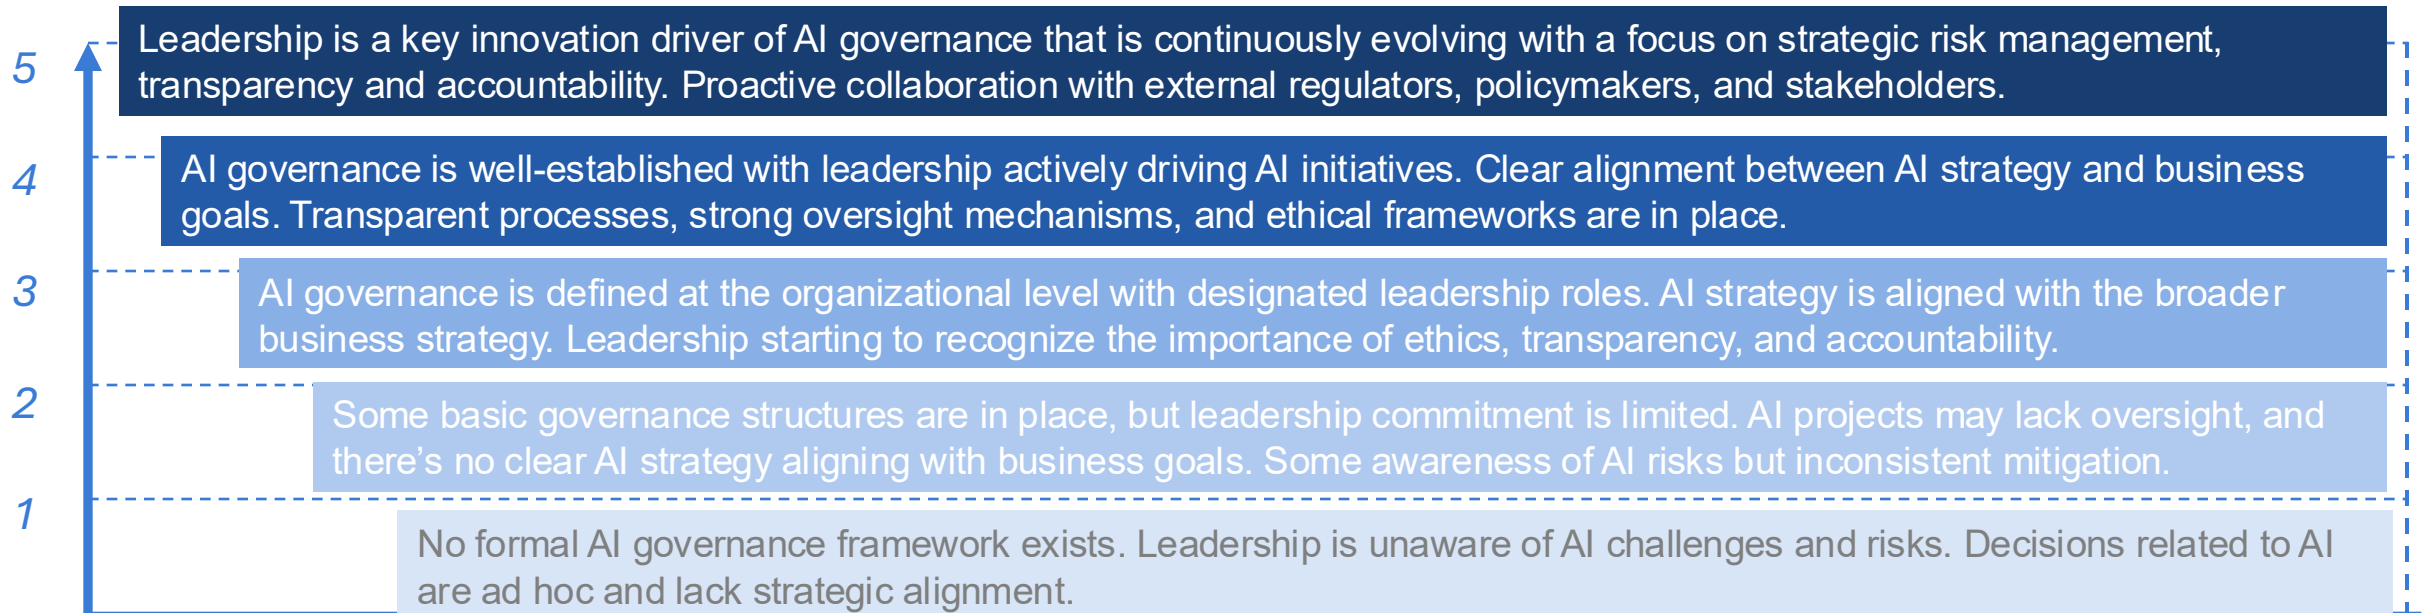 5
Leadership is a key innovation driver of AI governance that is continuously evolving with a focus on strategic risk management,
transparency and accountability. Proactive collaboration with external regulators, policymakers, and stakeholders.
4
AI governance is well-established with leadership actively driving AI initiatives. Clear alignment between AI strategy and business
goals. Transparent processes, strong oversight mechanisms, and ethical frameworks are in place.
3
AI governance is defined at the organizational level with designated leadership roles. AI strategy is aligned with the broader
business strategy. Leadership starting to recognize the importance of ethics, transparency, and accountability.
2
Some basic governance structures are in place, but leadership commitment is limited. AI projects may lack oversight, and
there’s no clear AI strategy aligning with business goals. Some awareness of AI risks but inconsistent mitigation.
1
No formal AI governance framework exists. Leadership is unaware of AI challenges and risks. Decisions related to AI
are ad hoc and lack strategic alignment.